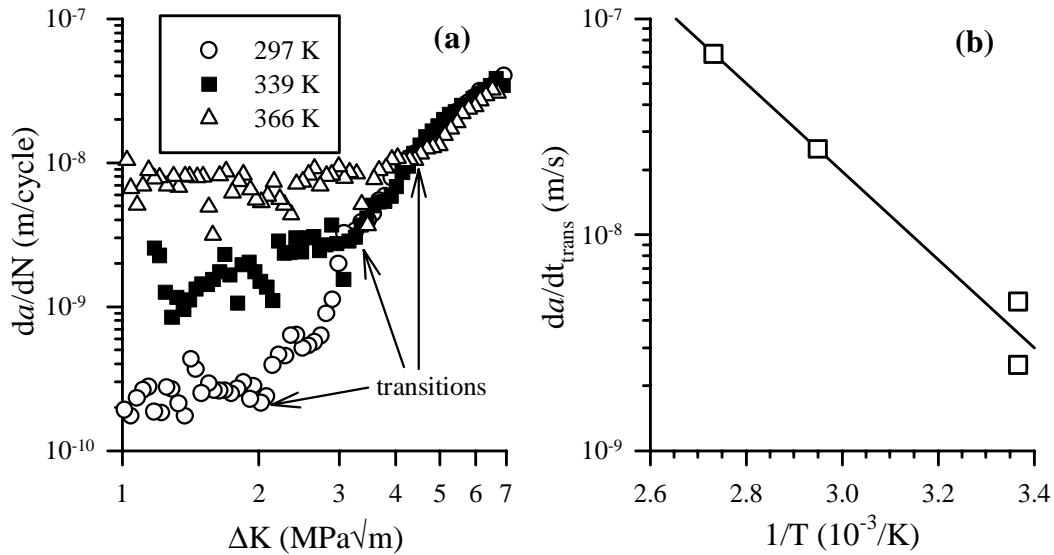 10⁻⁷
10⁻⁸
10⁻⁹
10⁻¹⁰
da/dN (m/cycle)
297 K
339 K
366 K
(a)
transitions
1
2
3
4
5
6
7
ΔK (MPa√m)
10⁻⁷
10⁻⁸
10⁻⁹
da/dt_trans (m/s)
(b)
2.6
2.8
3.0
3.2
3.4
1/T (10⁻³/K)